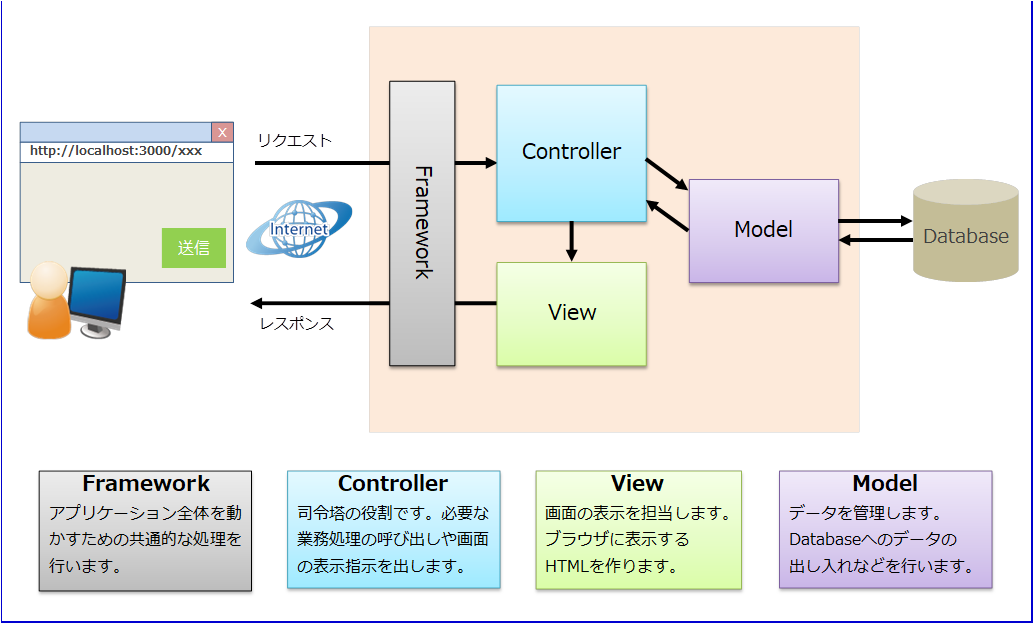 X
http://localhost:3000/xxx
送信
リクエスト
Internet
レスポンス
Framework
Controller
View
Model
Database
Framework
アプリケーション全体を動
かすための共通的な処理を
行います。
Controller
司令塔の役割です。必要な
業務処理の呼び出しや画面
の表示指示を出します。
View
画面の表示を担当します。
ブラウザに表示する
HTMLを作ります。
Model
データを管理します。
Databaseへのデータの
出し入れなどを行います。